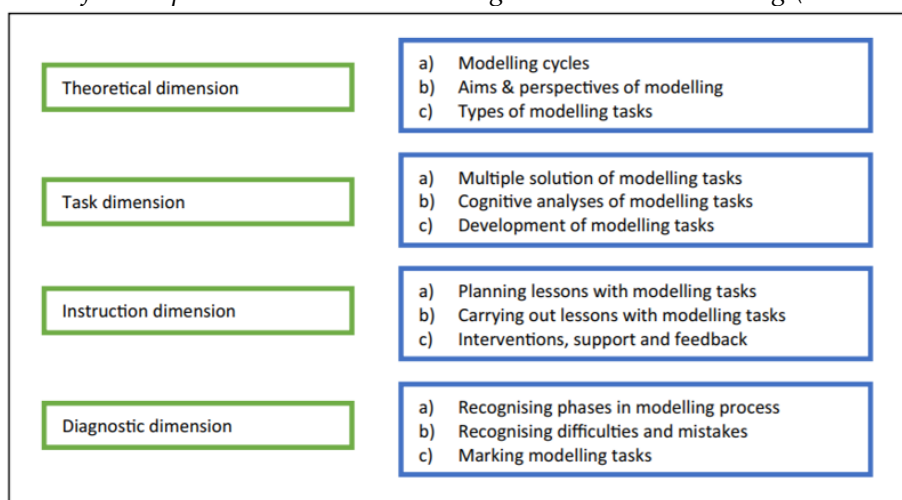 Theoretical dimension
a) Modelling cycles
b) Aims & perspectives of modelling
c) Types of modelling tasks
Task dimension
a) Multiple solution of modelling tasks
b) Cognitive analyses of modelling tasks
c) Development of modelling tasks
Instruction dimension
a) Planning lessons with modelling tasks
b) Carrying out lessons with modelling tasks
c) Interventions, support and feedback
Diagnostic dimension
a) Recognising phases in modelling process
b) Recognising difficulties and mistakes
c) Marking modelling tasks